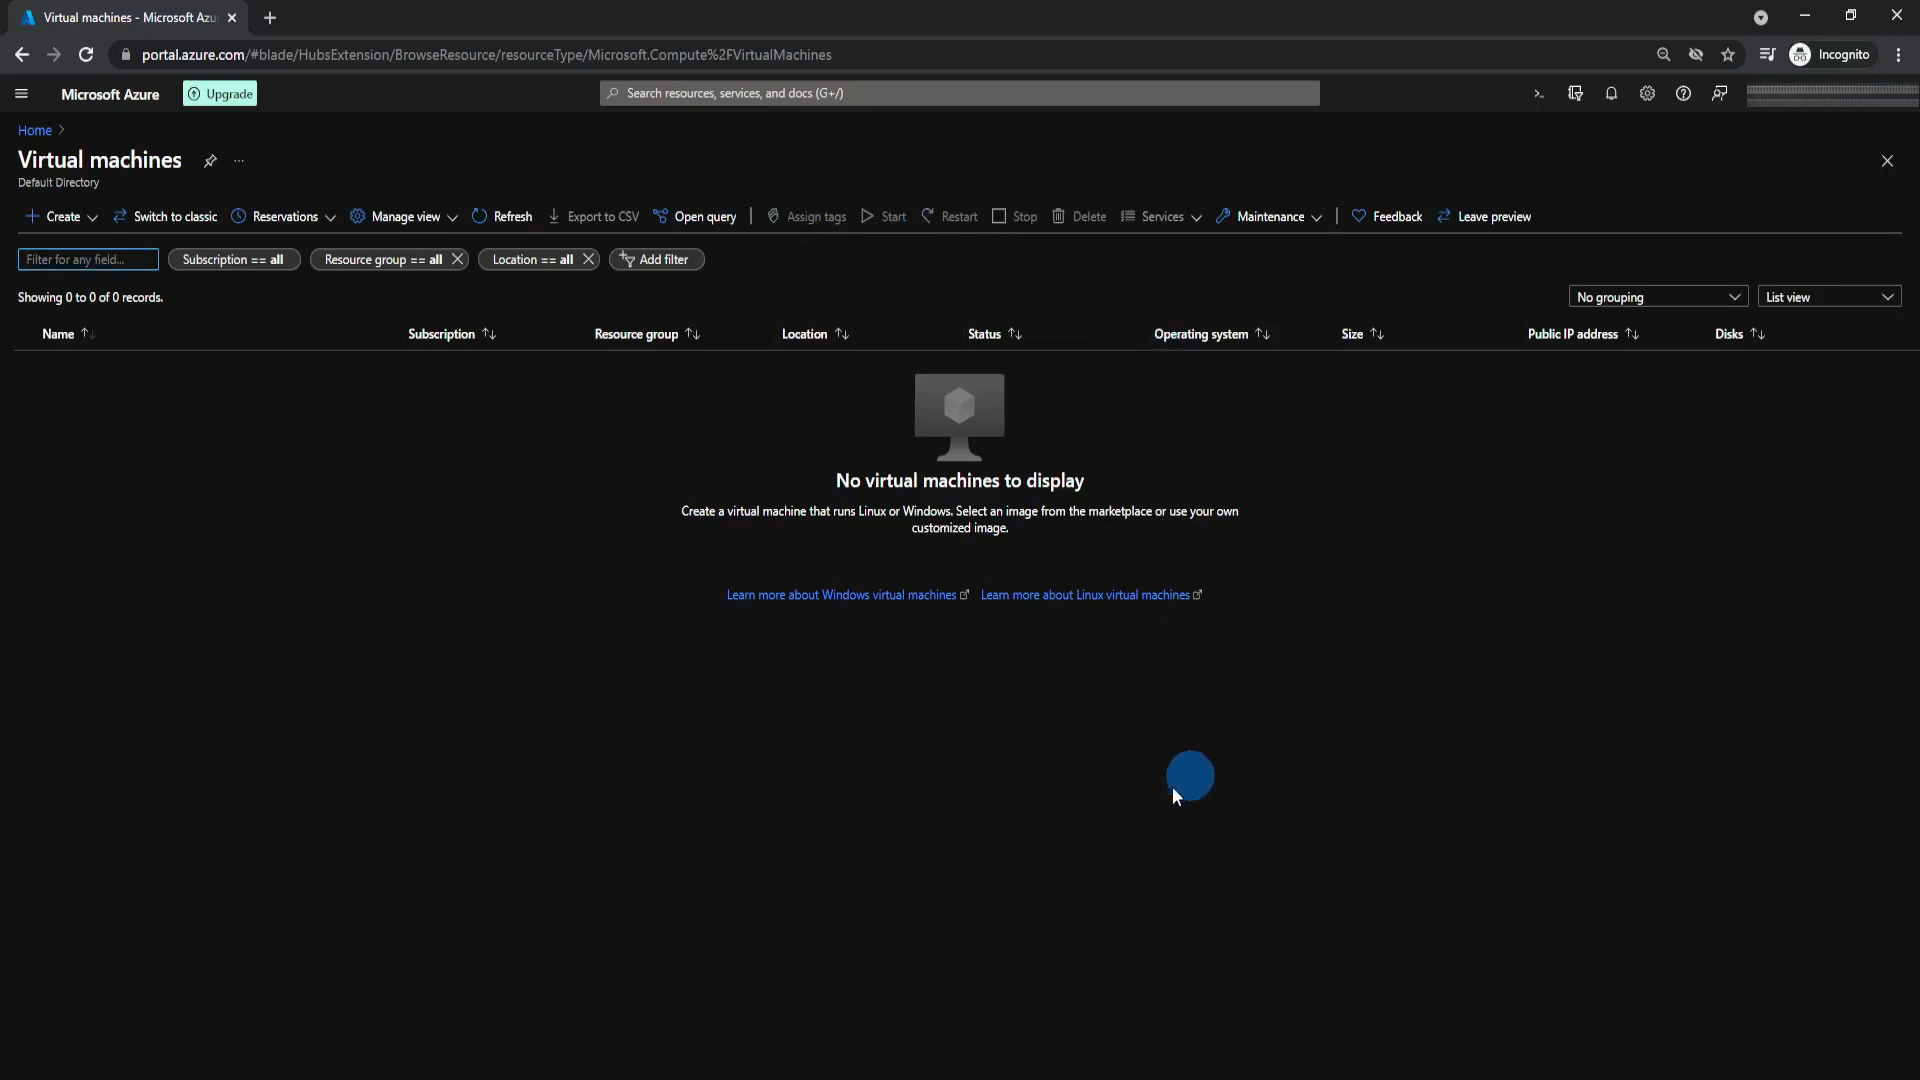 Virtual machines - Microsoft Azu
portal.azure.com/#blade/HubsExtension/BrowseResource/resourceType/Microsoft.Compute%2FVirtualMachines
Incognito
Microsoft Azure
Upgrade
Search resources, services, and docs (G+/)
Home >
Virtual machines
...
Default Directory
+ Create
Switch to classic
Reservations
Manage view
Refresh
Export to CSV
Open query
Assign tags
Start
Restart
Stop
Delete
Services
Maintenance
Feedback
Leave preview
Filter for any field...
Subscription == all
Resource group == all
Location == all
Add filter
Showing 0 to 0 of 0 records.
No grouping
List view
Name
Subscription
Resource group
Location
Status
Operating system
Size
Public IP address
Disks
No virtual machines to display
Create a virtual machine that runs Linux or Windows. Select an image from the marketplace or use your own
customized image.
Learn more about Windows virtual machines
Learn more about Linux virtual machines